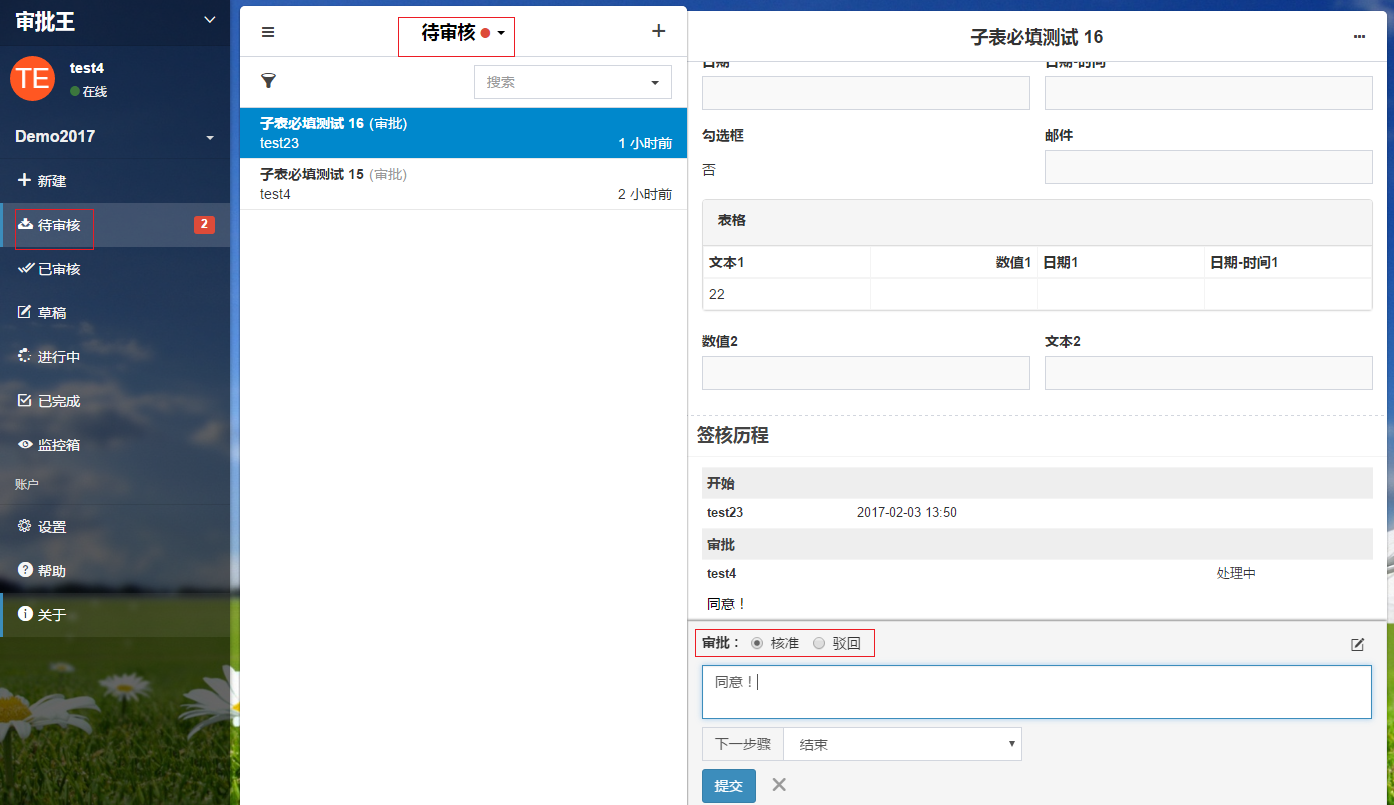 审批王
TE
test4
在线
Demo2017
新建
待审核 2
已审核
草稿
进行中
已完成
监控箱
账户
设置
帮助
关于
待审核
搜索
子表必填测试 16 (审批)
test23 1 小时前
子表必填测试 15 (审批)
test4 2 小时前
子表必填测试 16
日期 日期-时间
勾选框 邮件
否
表格
文本1 数值1 日期1 日期-时间1
22
数值2 文本2
签核历程
开始
test23 2017-02-03 13:50
审批
test4 处理中
同意！
审批： 核准 驳回
同意！
下一步骤 结束
提交